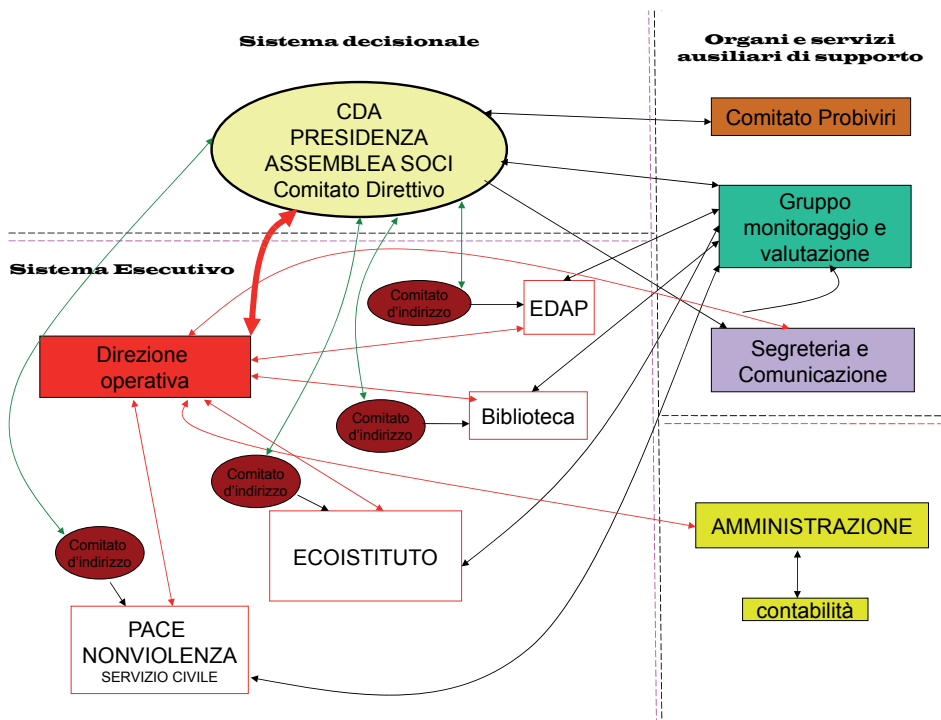 Sistema decisionale
Organi e servizi
ausiliari di supporto
CDA
PRESIDENZA
ASSEMBLEA SOCI
Comitato Direttivo
Comitato Probiviri
Gruppo
monitoraggio e
valutazione
Sistema Esecutivo
Comitato
d'indirizzo
EDAP
Direzione
operativa
Segreteria e
Comunicazione
Comitato
d'indirizzo
Biblioteca
Comitato
d'indirizzo
ECOISTITUTO
AMMINISTRAZIONE
Comitato
d'indirizzo
contabilità
PACE
NONVIOLENZA
SERVIZIO CIVILE